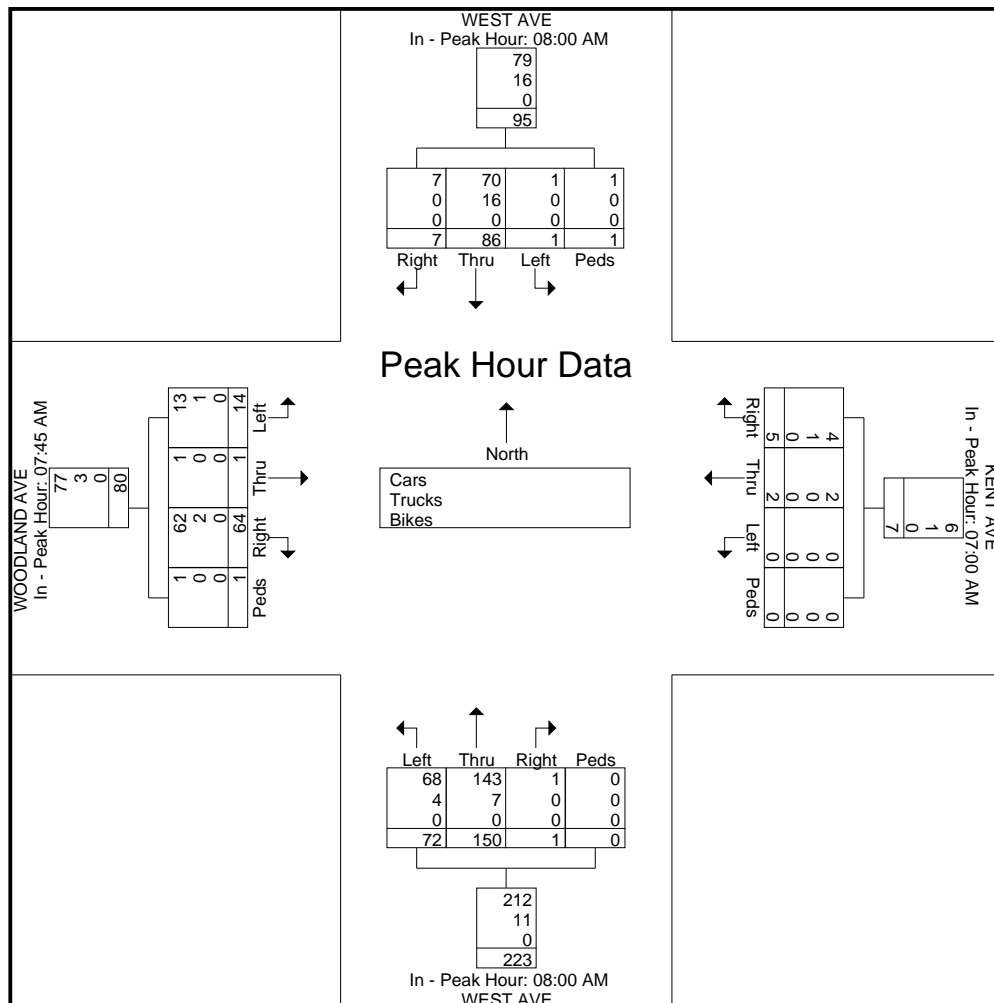 WEST AVE
In - Peak Hour: 08:00 AM
79
16
0
95
7 70 1 1
0 16 0 0
0 0 0 0
7 86 1 1
Right Thru Left Peds
Peak Hour Data
North
Cars
Trucks
Bikes
WOODLAND AVE
In - Peak Hour: 07:45 AM
77
3
0
80
13 1 0 14 Left
1 0 0 1 Thru
62 2 0 64 Right
1 0 0 1 Peds
KENT AVE
In - Peak Hour: 07:00 AM
6
1
0
7
4 1 0 5 Right
2 0 0 2 Thru
0 0 0 0 Left
0 0 0 0 Peds
Left Thru Right Peds
68 143 1 0
4 7 0 0
0 0 0 0
72 150 1 0
212
11
0
223
In - Peak Hour: 08:00 AM
WEST AVE